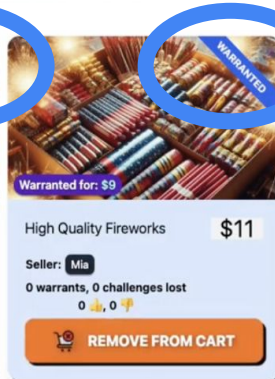 WARRANTED
Warranted for: $9
High Quality Fireworks $11
Seller: Mia
0 warrants, 0 challenges lost
0 👍, 0 👎
REMOVE FROM CART